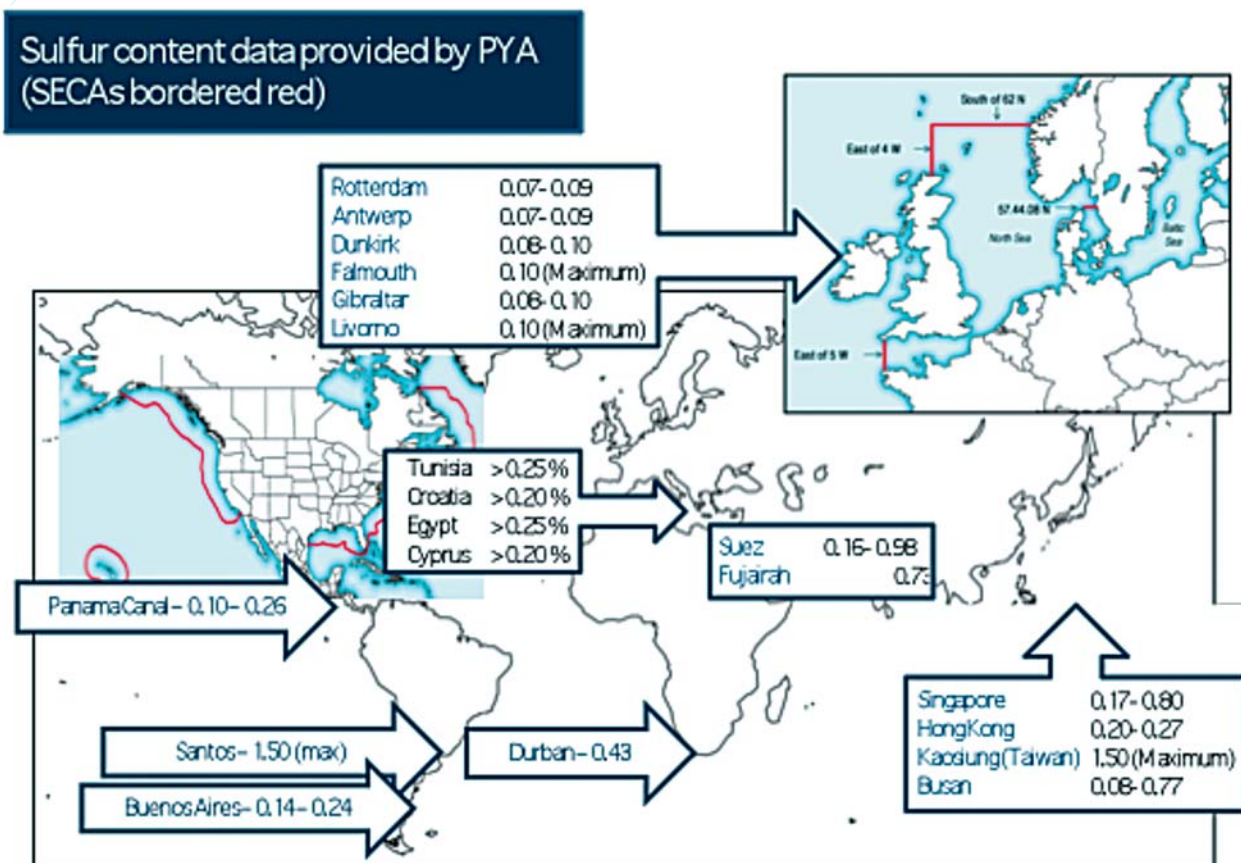 Sulfur content data provided by PYA
(SECAs bordered red)
South of 62 N
East of 4 W
57.44.08 N
North Sea
Baltic
Sea
East of 5 W
Rotterdam 0.07-0.09
Antwerp 0.07-0.09
Dunkirk 0.08-0.10
Falmouth 0.10 (Maximum)
Gibraltar 0.08-0.10
Livorno 0.10 (Maximum)
Tunisia >0.25%
Croatia >0.20%
Egypt >0.25%
Cyprus >0.20%
Suez 0.16-0.98
Fujairah 0.73
Panama Canal – 0.10 – 0.26
Santos – 1.50 (max)
Durban – 0.43
Buenos Aires – 0.14 – 0.24
Singapore 0.17-0.80
Hong Kong 0.20-0.27
Kaosiung (Taiwan) 1.50 (Maximum)
Busan 0.08-0.77